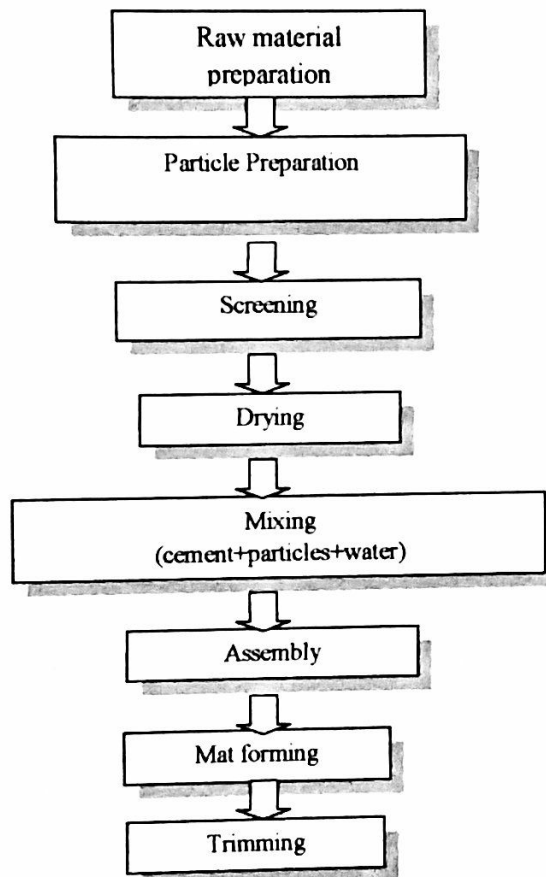 Raw material
preparation
Particle Preparation
Screening
Drying
Mixing
(cement+particles+water)
Assembly
Mat forming
Trimming